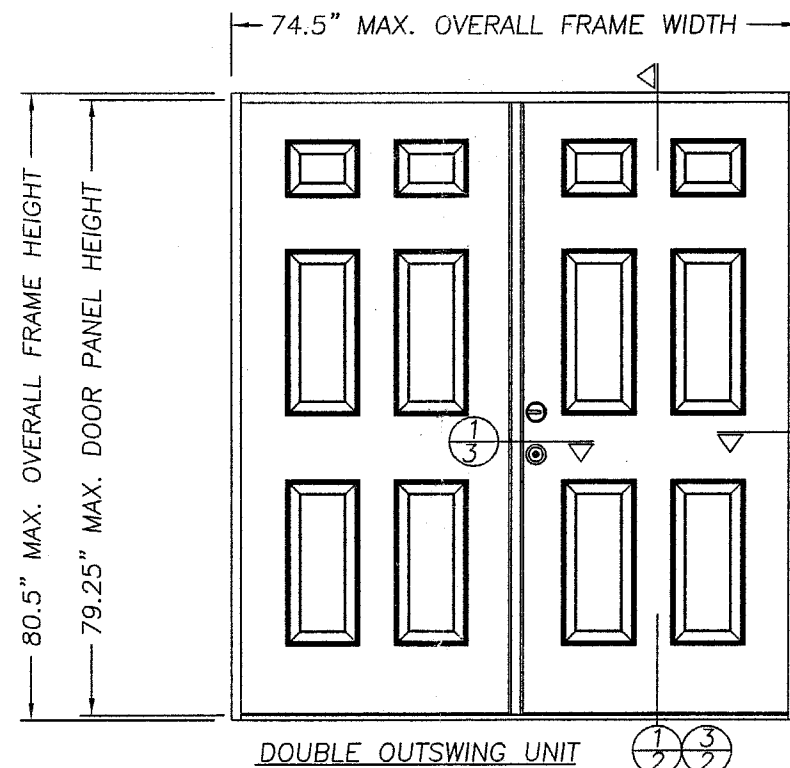 74.5" MAX. OVERALL FRAME WIDTH
80.5" MAX. OVERALL FRAME HEIGHT
79.25" MAX. DOOR PANEL HEIGHT
1
3
DOUBLE OUTSWING UNIT
1
2
3
2